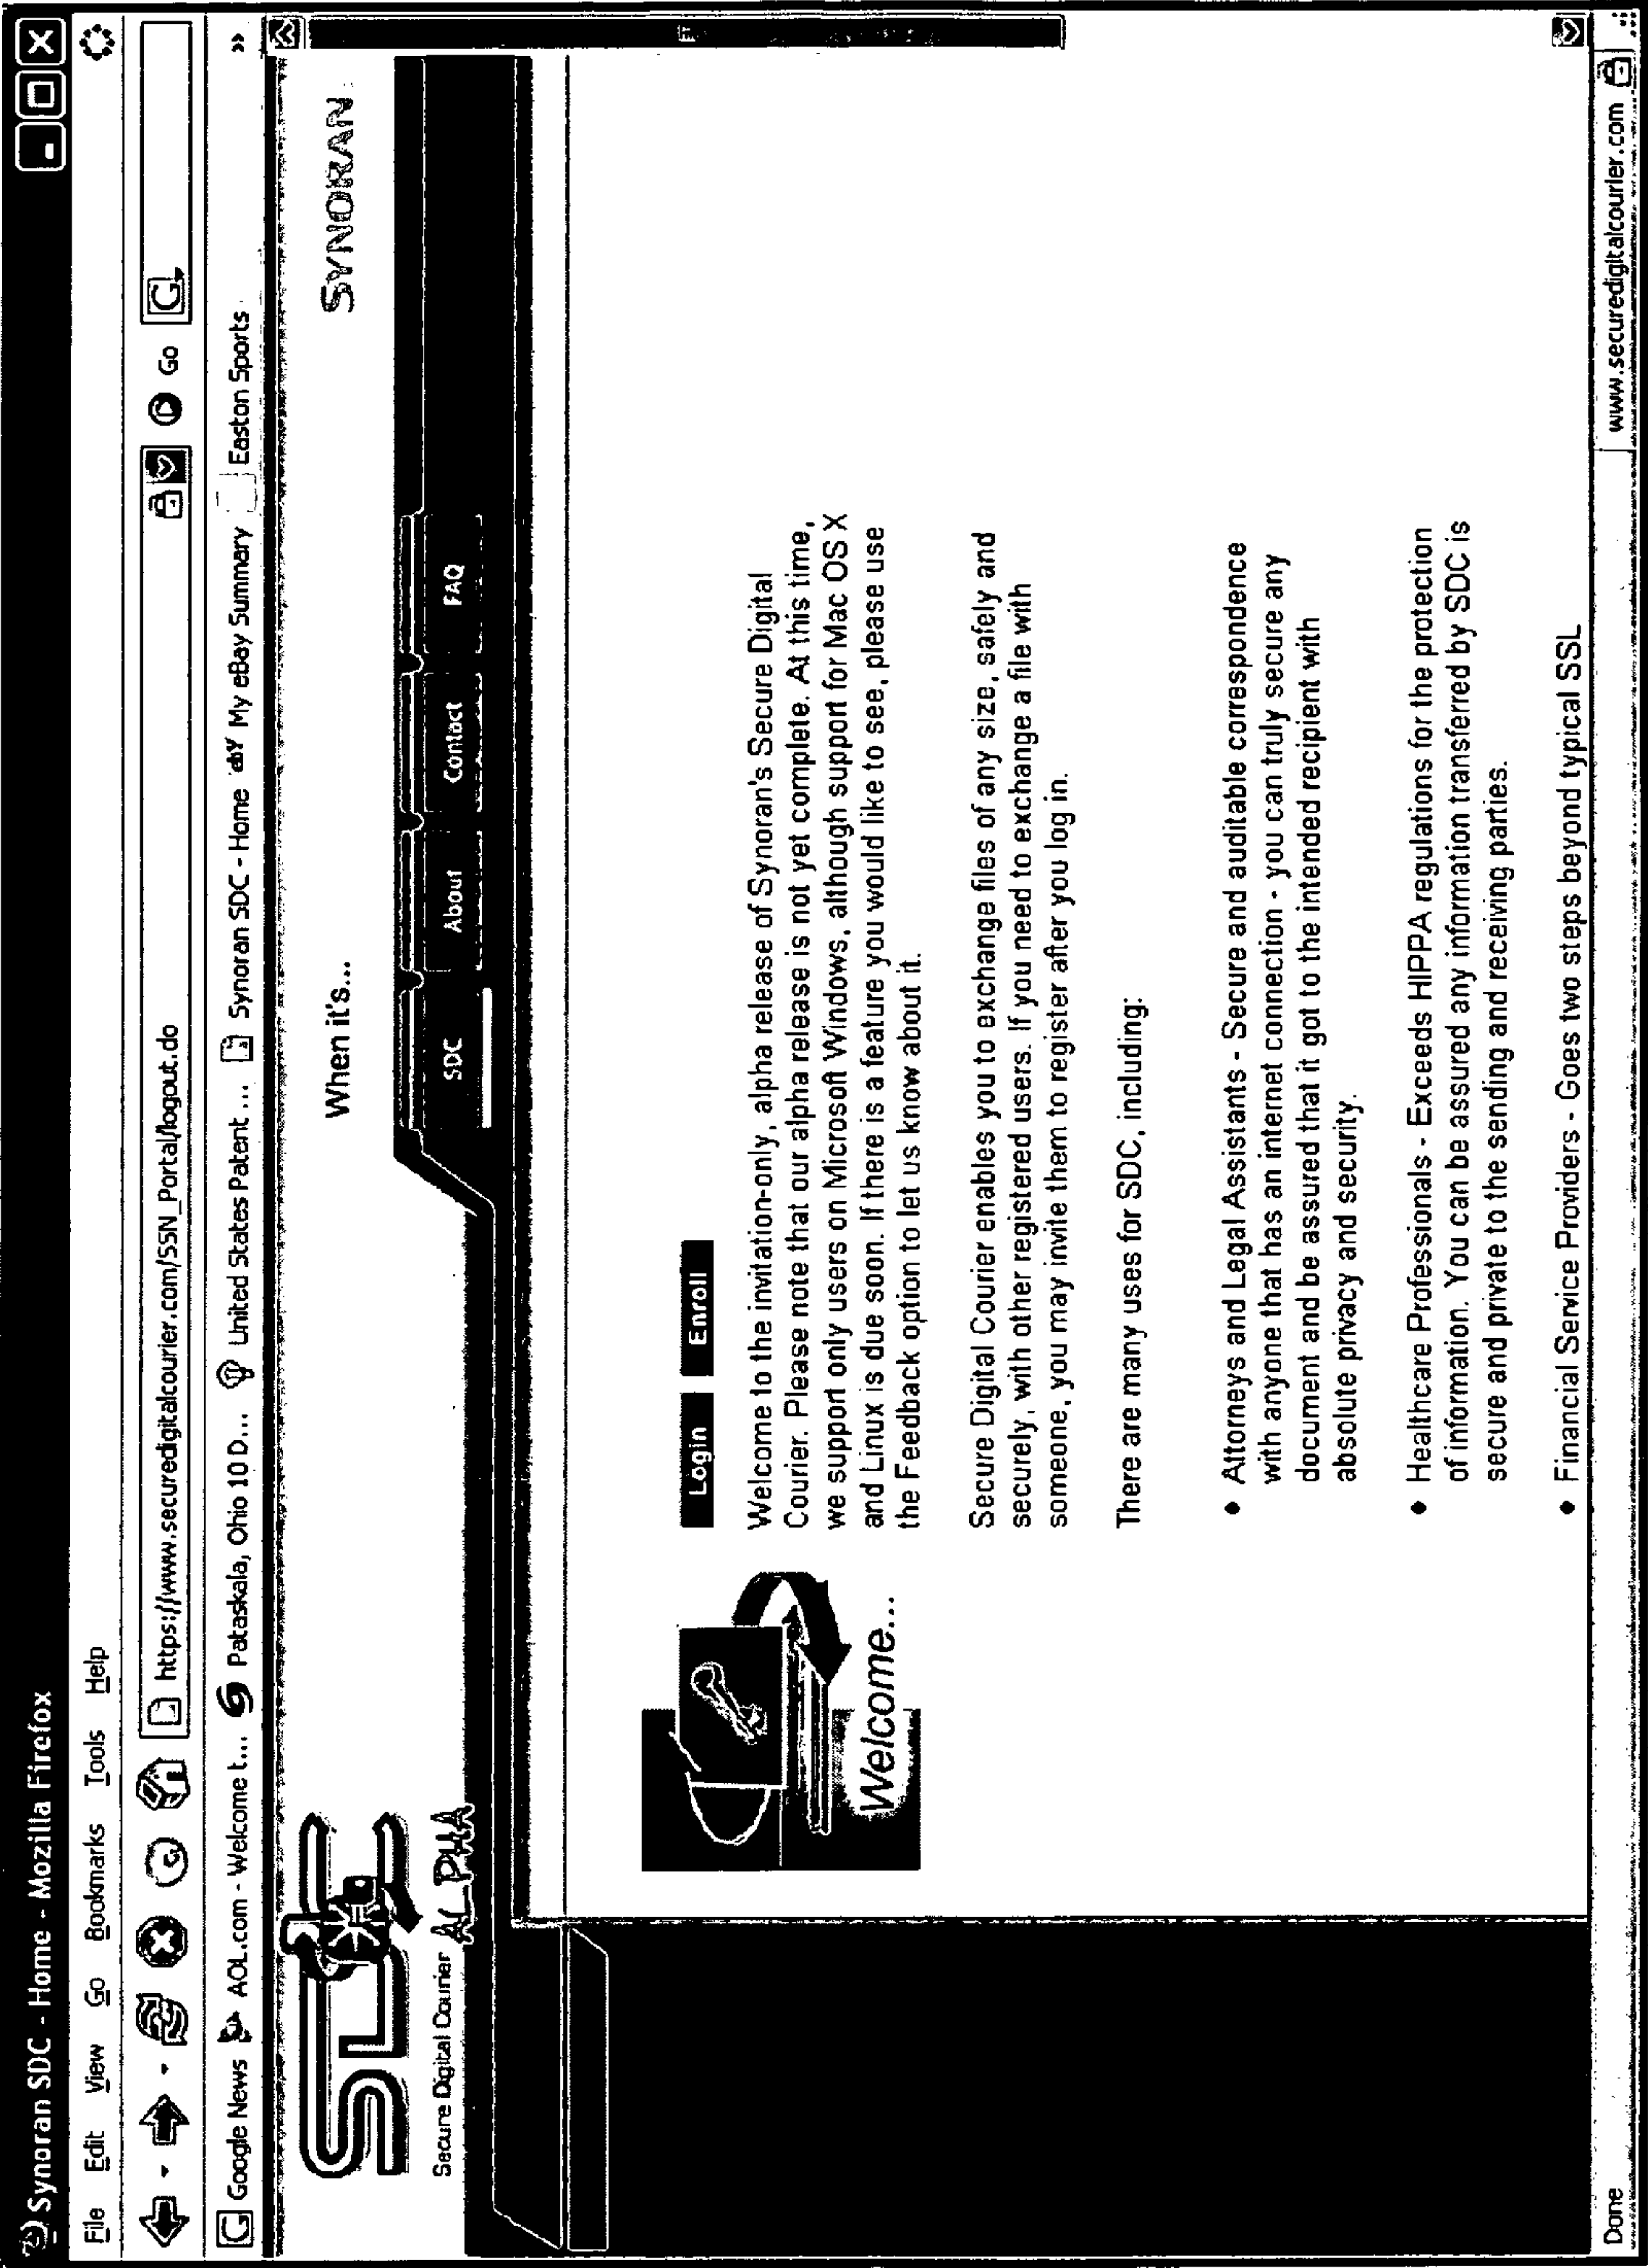 Synoran SDC - Home - Mozilla Firefox
File Edit View Go Bookmarks Tools Help
https://www.securedigitalcourier.com/SSN_Portal/logout.do Go G
G Google News AOL.com - Welcome t... Pataskala, Ohio 10 D... United States Patent ... Synoran SDC - Home ebY My eBay Summary Easton Sports »
SDC
When it's...
SYNORAN
Secure Digital Courier ALPHA
SDC About Contact FAQ
Login Enroll
Welcome...
Welcome to the invitation-only, alpha release of Synoran's Secure Digital
Courier. Please note that our alpha release is not yet complete. At this time,
we support only users on Microsoft Windows, although support for Mac OS X
and Linux is due soon. If there is a feature you would like to see, please use
the Feedback option to let us know about it.
Secure Digital Courier enables you to exchange files of any size, safely and
securely, with other registered users. If you need to exchange a file with
someone, you may invite them to register after you log in.
There are many uses for SDC, including:
• Attorneys and Legal Assistants - Secure and auditable correspondence
with anyone that has an internet connection - you can truly secure any
document and be assured that it got to the intended recipient with
absolute privacy and security.
• Healthcare Professionals - Exceeds HIPPA regulations for the protection
of information. You can be assured any information transferred by SDC is
secure and private to the sending and receiving parties.
• Financial Service Providers - Goes two steps beyond typical SSL
Done www.securedigitalcourier.com